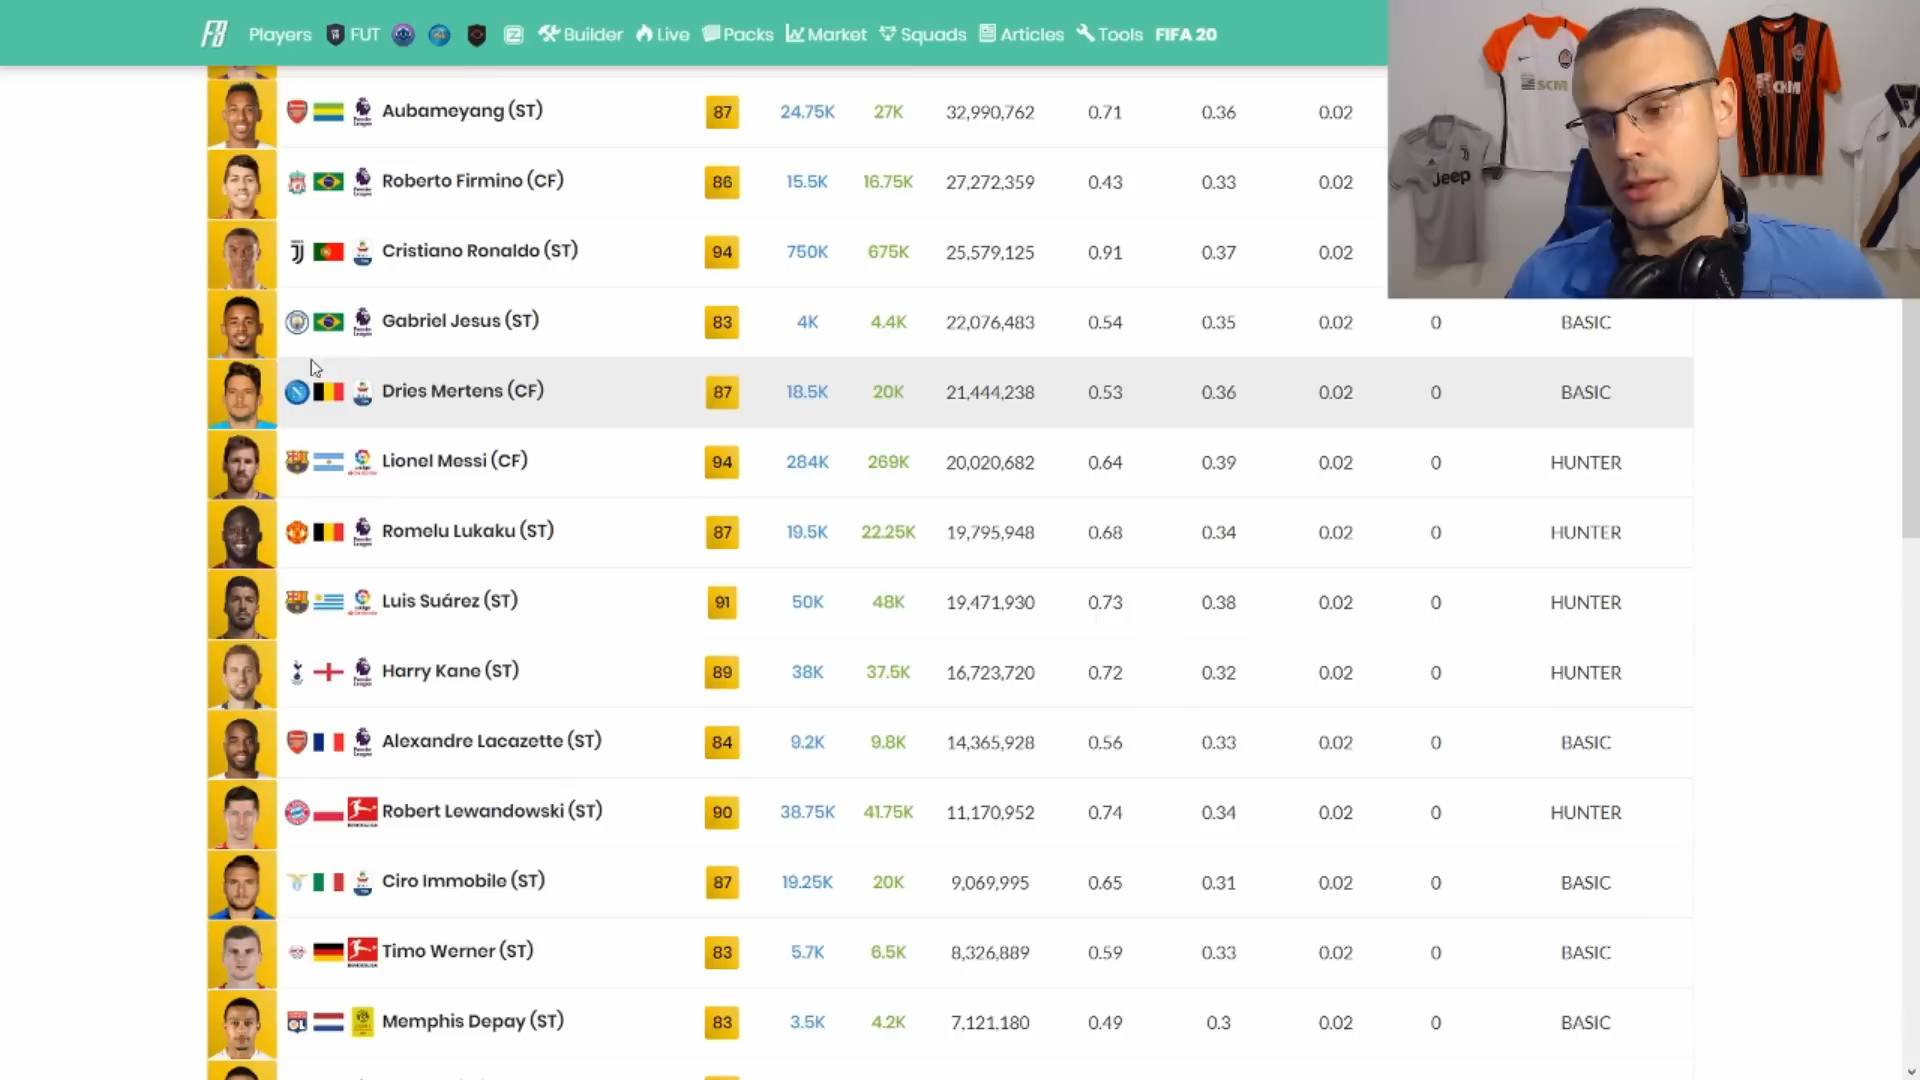 F8 Players FUT Builder Live Packs Market Squads Articles Tools FIFA 20
Aubameyang (ST) 87 24.75K 27K 32,990,762 0.71 0.36 0.02
Roberto Firmino (CF) 86 15.5K 16.75K 27,272,359 0.43 0.33 0.02
Cristiano Ronaldo (ST) 94 750K 675K 25,579,125 0.91 0.37 0.02
Gabriel Jesus (ST) 83 4K 4.4K 22,076,483 0.54 0.35 0.02 0 BASIC
Dries Mertens (CF) 87 18.5K 20K 21,444,238 0.53 0.36 0.02 0 BASIC
Lionel Messi (CF) 94 284K 269K 20,020,682 0.64 0.39 0.02 0 HUNTER
Romelu Lukaku (ST) 87 19.5K 22.25K 19,795,948 0.68 0.34 0.02 0 HUNTER
Luis Suárez (ST) 91 50K 48K 19,471,930 0.73 0.38 0.02 0 HUNTER
Harry Kane (ST) 89 38K 37.5K 16,723,720 0.72 0.32 0.02 0 HUNTER
Alexandre Lacazette (ST) 84 9.2K 9.8K 14,365,928 0.56 0.33 0.02 0 BASIC
Robert Lewandowski (ST) 90 38.75K 41.75K 11,170,952 0.74 0.34 0.02 0 HUNTER
Ciro Immobile (ST) 87 19.25K 20K 9,069,995 0.65 0.31 0.02 0 BASIC
Timo Werner (ST) 83 5.7K 6.5K 8,326,889 0.59 0.33 0.02 0 BASIC
Memphis Depay (ST) 83 3.5K 4.2K 7,121,180 0.49 0.3 0.02 0 BASIC
SCM
Jeep